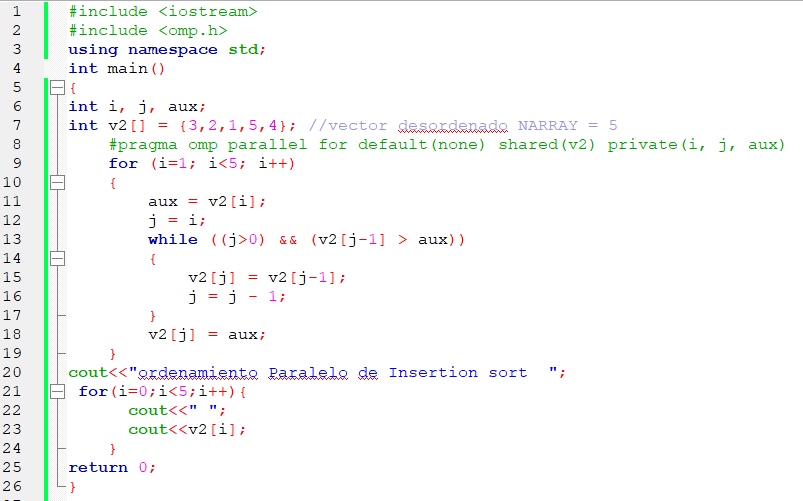 1 #include <iostream>
2 #include <omp.h>
3 using namespace std;
4 int main()
5 {
6 int i, j, aux;
7 int v2[] = {3,2,1,5,4}; //vector desordenado NARRAY = 5
8 #pragma omp parallel for default(none) shared(v2) private(i, j, aux)
9 for (i=1; i<5; i++)
10 {
11 aux = v2[i];
12 j = i;
13 while ((j>0) && (v2[j-1] > aux))
14 {
15 v2[j] = v2[j-1];
16 j = j - 1;
17 }
18 v2[j] = aux;
19 }
20 cout<<"ordenamiento Paralelo de Insertion sort  ";
21 for(i=0;i<5;i++){
22 cout<<" ";
23 cout<<v2[i];
24 }
25 return 0;
26 }